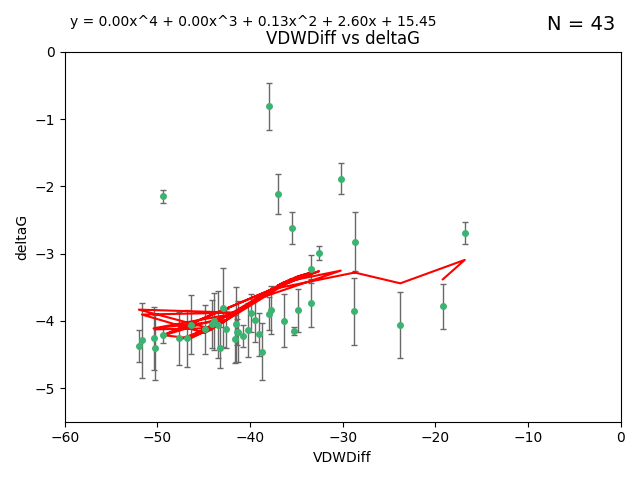 y = 0.00x^4 + 0.00x^3 + 0.13x^2 + 2.60x + 15.45
N = 43
VDWDiff vs deltaG
0
−1
−2
−3
−4
−5
deltaG
−60 −50 −40 −30 −20 −10 0
VDWDiff